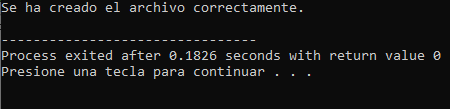 Se ha creado el archivo correctamente.
--------------------------------
Process exited after 0.1826 seconds with return value 0
Presione una tecla para continuar . . .